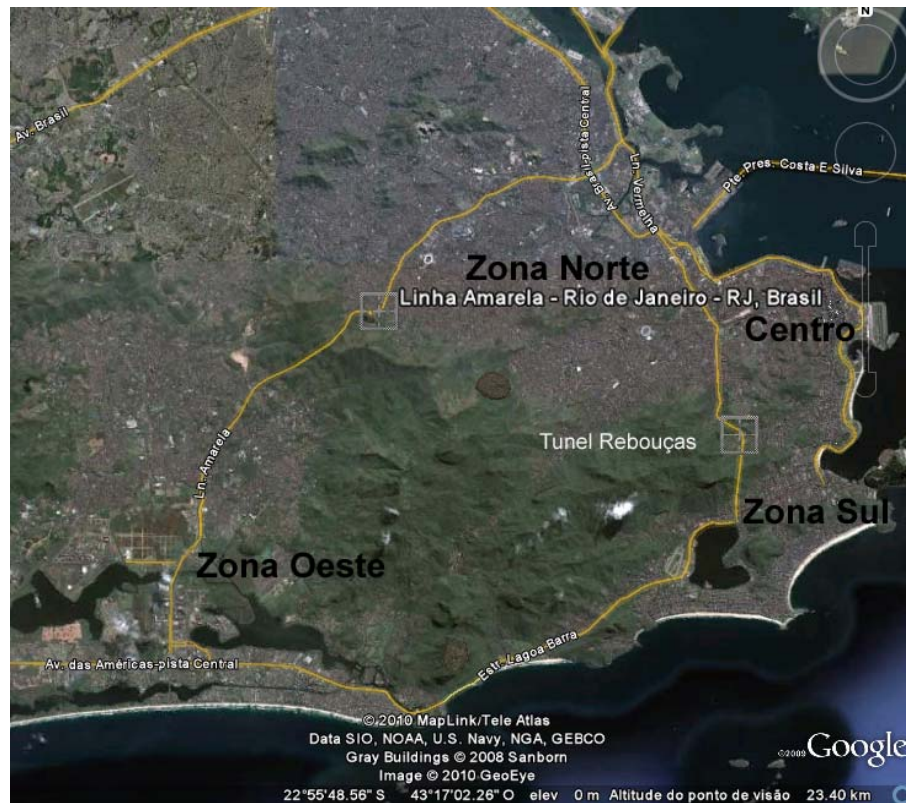 N
Av. Brasil
Av. Brasil-pista Central
Ln. Vermelha
Pte. Pres. Costa E Silva
Zona Norte
Linha Amarela - Rio de Janeiro - RJ, Brasil
Centro
Tunel Rebouças
Ln. Amarela
Zona Sul
Zona Oeste
Estr. Lagoa Barra
Av. das Américas-pista Central
© 2010 MapLink/Tele Atlas
Data SIO, NOAA, U.S. Navy, NGA, GEBCO
Gray Buildings © 2008 Sanborn
Image © 2010 GeoEye
©2009 Google
22°55'48.56" S 43°17'02.26" O elev 0 m Altitude do ponto de visão 23.40 km